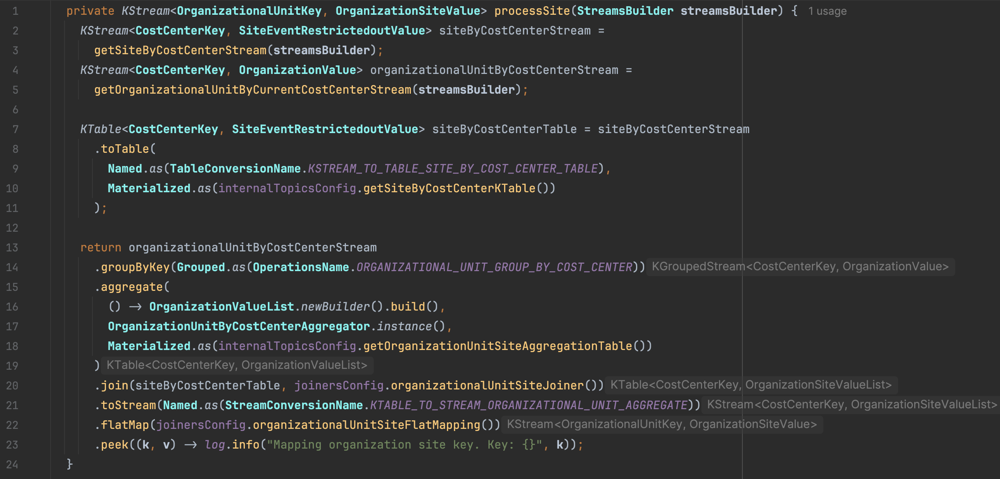 1 private KStream<OrganizationalUnitKey, OrganizationSiteValue> processSite(StreamsBuilder streamsBuilder) { 1 usage
2 KStream<CostCenterKey, SiteEventRestrictedoutValue> siteByCostCenterStream =
3 getSiteByCostCenterStream(streamsBuilder);
4 KStream<CostCenterKey, OrganizationValue> organizationalUnitByCostCenterStream =
5 getOrganizationalUnitByCurrentCostCenterStream(streamsBuilder);
6
7 KTable<CostCenterKey, SiteEventRestrictedoutValue> siteByCostCenterTable = siteByCostCenterStream
8 .toTable(
9 Named.as(TableConversionName.KSTREAM_TO_TABLE_SITE_BY_COST_CENTER_TABLE),
10 Materialized.as(internalTopicsConfig.getSiteByCostCenterKTable())
11 );
12
13 return organizationalUnitByCostCenterStream
14 .groupByKey(Grouped.as(OperationsName.ORGANIZATIONAL_UNIT_GROUP_BY_COST_CENTER)) KGroupedStream<CostCenterKey, OrganizationValue>
15 .aggregate(
16 () -> OrganizationValueList.newBuilder().build(),
17 OrganizationUnitByCostCenterAggregator.instance(),
18 Materialized.as(internalTopicsConfig.getOrganizationUnitSiteAggregationTable())
19 ) KTable<CostCenterKey, OrganizationValueList>
20 .join(siteByCostCenterTable, joinersConfig.organizationalUnitSiteJoiner()) KTable<CostCenterKey, OrganizationSiteValueList>
21 .toStream(Named.as(StreamConversionName.KTABLE_TO_STREAM_ORGANIZATIONAL_UNIT_AGGREGATE)) KStream<CostCenterKey, OrganizationSiteValueList>
22 .flatMap(joinersConfig.organizationalUnitSiteFlatMapping()) KStream<OrganizationalUnitKey, OrganizationSiteValue>
23 .peek((k, v) -> log.info("Mapping organization site key. Key: {}", k));
24 }